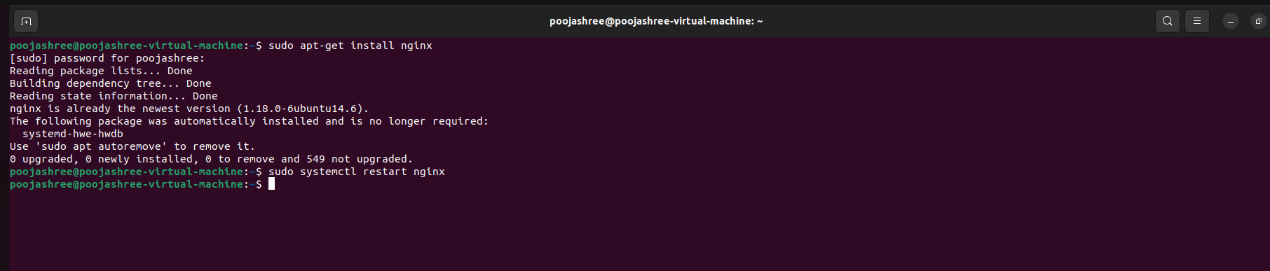 poojashree@poojashree-virtual-machine: ~
poojashree@poojashree-virtual-machine:~$ sudo apt-get install nginx
[sudo] password for poojashree:
Reading package lists... Done
Building dependency tree... Done
Reading state information... Done
nginx is already the newest version (1.18.0-6ubuntu14.6).
The following package was automatically installed and is no longer required:
  systemd-hwe-hwdb
Use 'sudo apt autoremove' to remove it.
0 upgraded, 0 newly installed, 0 to remove and 549 not upgraded.
poojashree@poojashree-virtual-machine:~$ sudo systemctl restart nginx
poojashree@poojashree-virtual-machine:~$